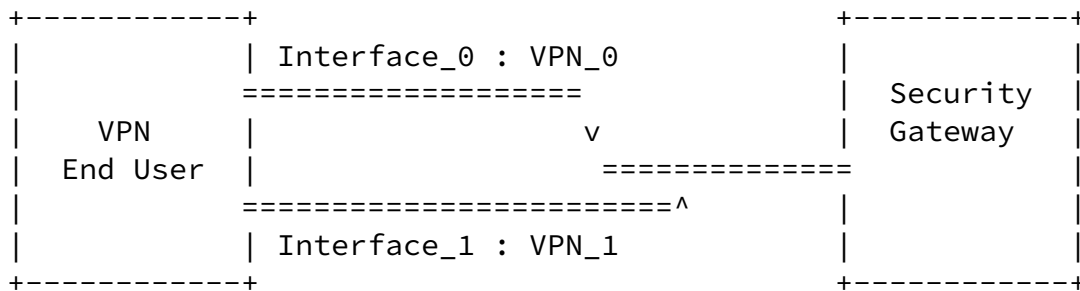 +------------+                                  +------------+
|            | Interface_0 : VPN_0              |            |
|            ===================                |  Security  |
|    VPN     |                  v               |  Gateway   |
|  End User  |                   ==============              |
|            ========================^          |            |
|            | Interface_1 : VPN_1              |            |
+------------+                                  +------------+